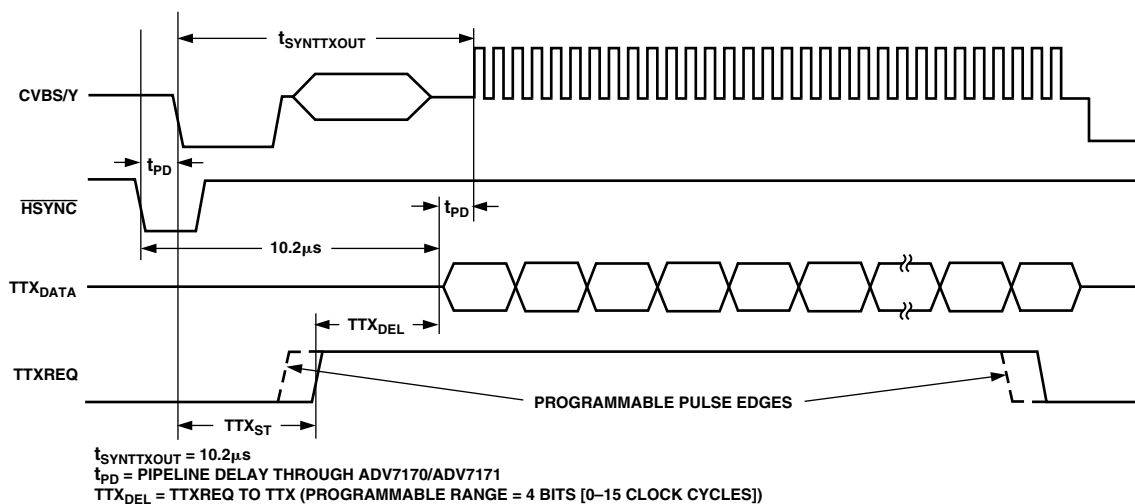 tSYNTTXOUT
CVBS/Y
tPD
HSYNC
tPD
10.2μs
TTXDATA
TTXDEL
TTXREQ
PROGRAMMABLE PULSE EDGES
TTXST
tSYNTTXOUT = 10.2μs
tPD = PIPELINE DELAY THROUGH ADV7170/ADV7171
TTXDEL = TTXREQ TO TTX (PROGRAMMABLE RANGE = 4 BITS [0–15 CLOCK CYCLES])